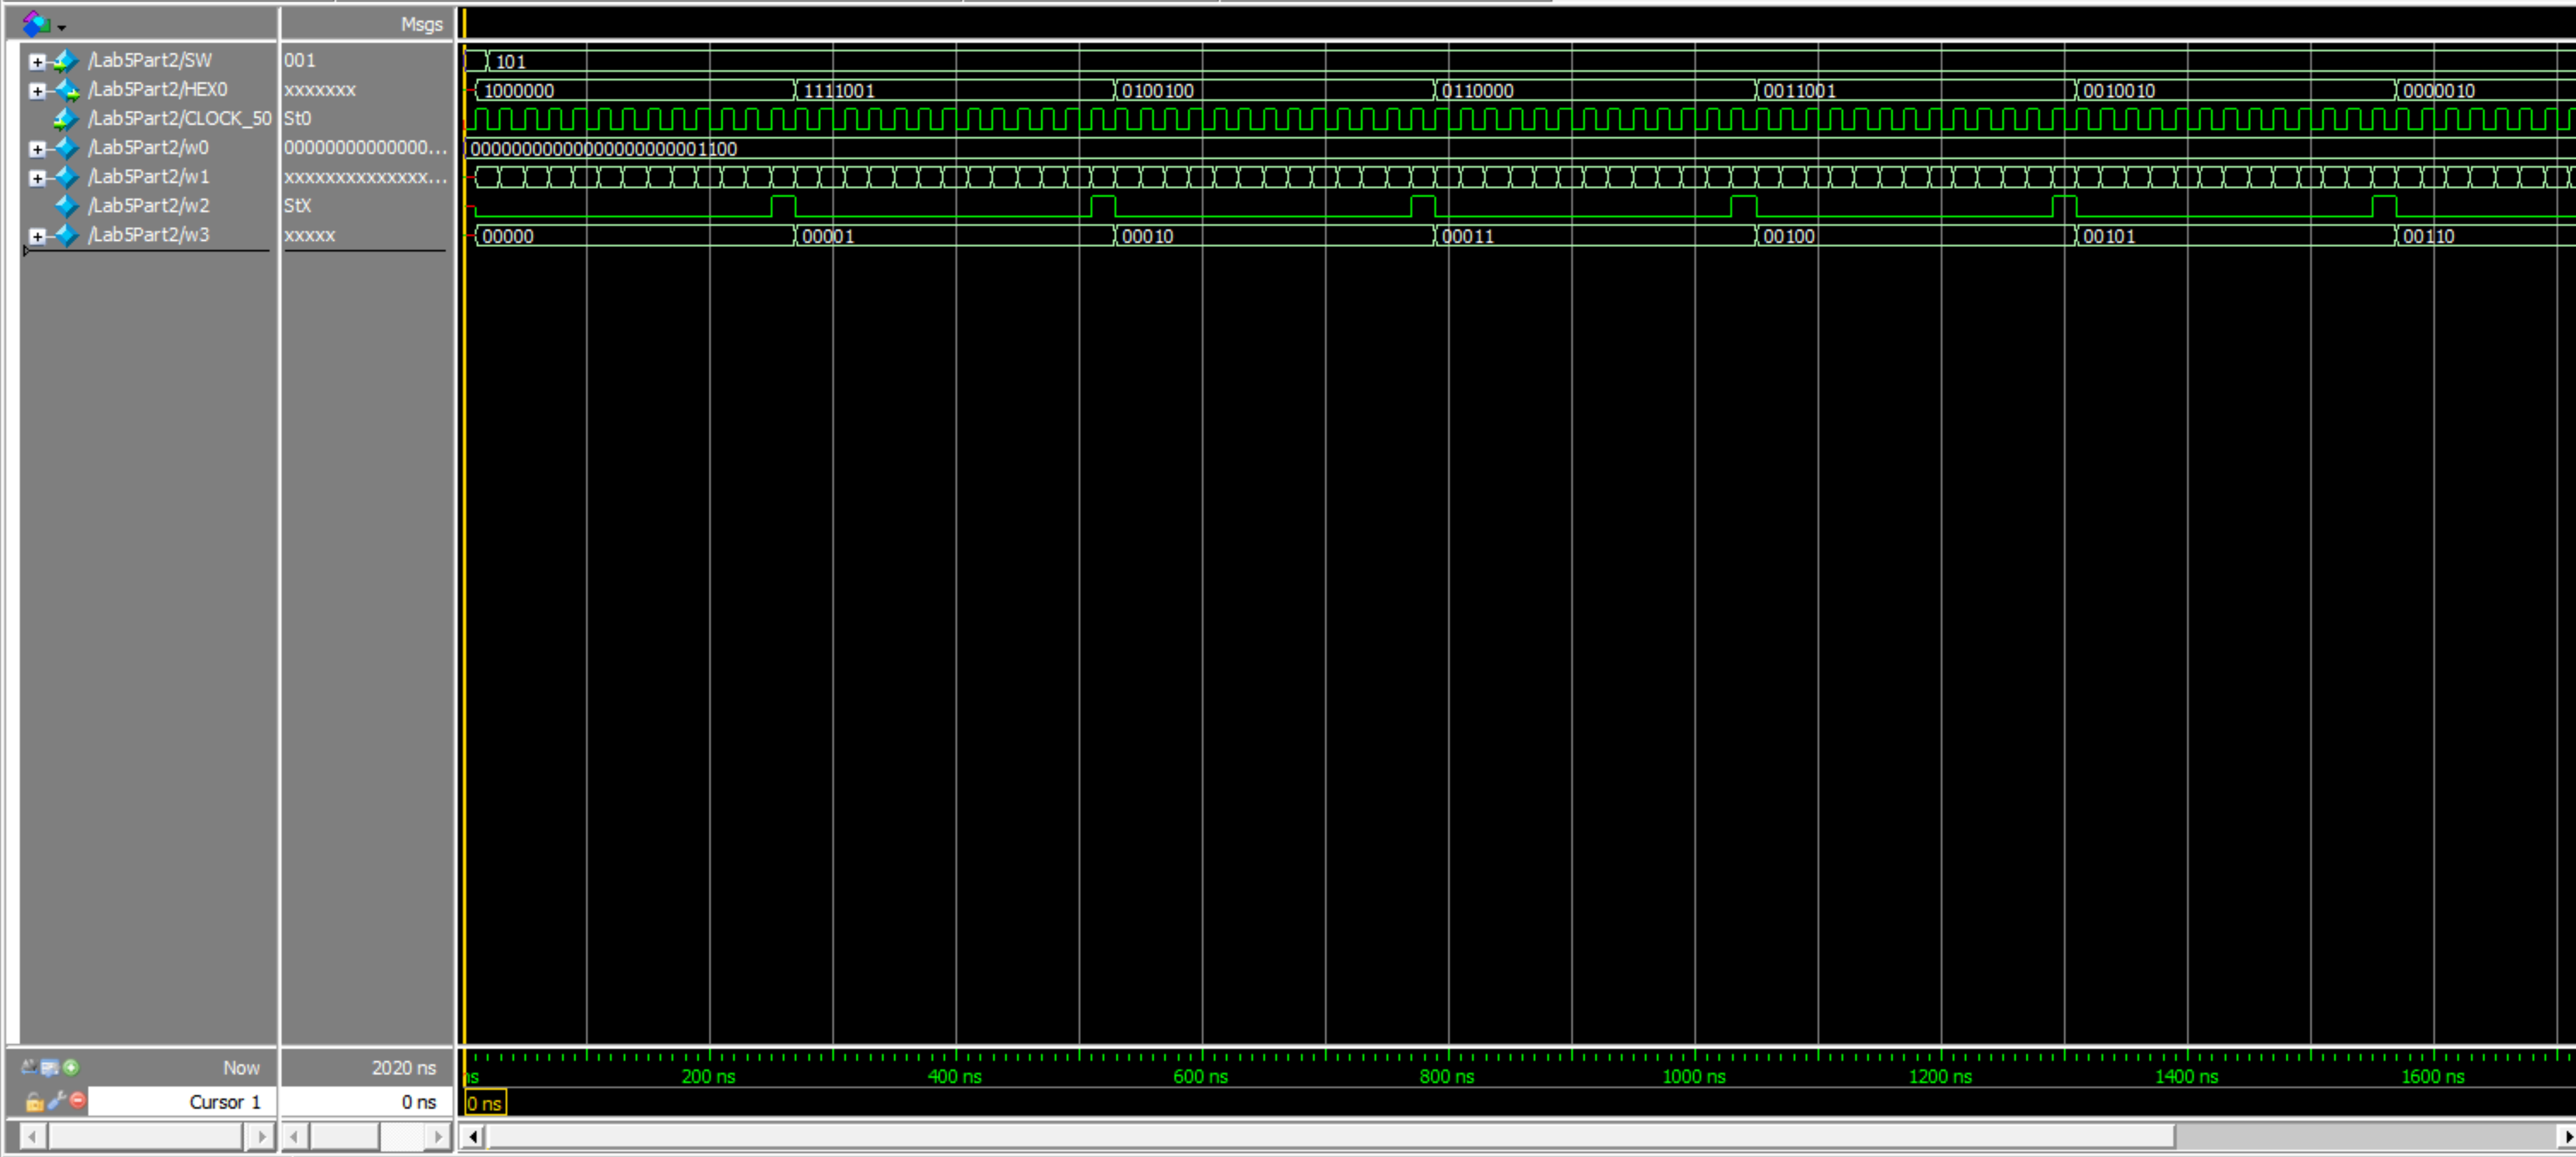 Msgs
/Lab5Part2/SW 001 101
/Lab5Part2/HEX0 xxxxxxx 1000000 1111001 0100100 0110000 0011001 0010010 0000010
/Lab5Part2/CLOCK_50 St0
/Lab5Part2/w0 00000000000000... 00000000000000000000001100
/Lab5Part2/w1 xxxxxxxxxxxxxx...
/Lab5Part2/w2 StX
/Lab5Part2/w3 xxxxx 00000 00001 00010 00011 00100 00101 00110
Now 2020 ns ns 200 ns 400 ns 600 ns 800 ns 1000 ns 1200 ns 1400 ns 1600 ns
Cursor 1 0 ns 0 ns